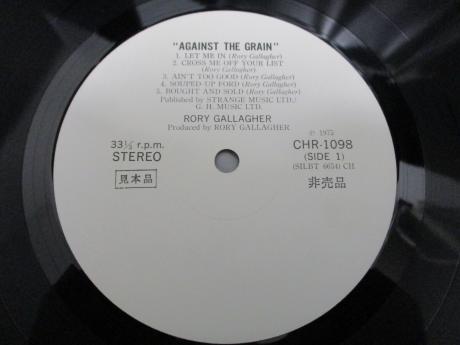 "AGAINST THE GRAIN"
1. LET ME IN (Rory Gallagher)
2. CROSS ME OFF YOUR LIST
(Rory Gallagher)
3. AIN'T TOO GOOD (Rory Gallagher)
4. SOUPED-UP FORD (Rory Gallagher)
5. BOUGHT AND SOLD (Rory Gallagher)
Published by STRANGE MUSIC LTD./
G. H. MUSIC LTD.
RORY GALLAGHER
Produced by RORY GALLAGHER
33⅓ r.p.m.
STEREO
見本品
℗ 1975
CHR-1098
(SIDE 1)
(SILBT 6654) CH
非売品